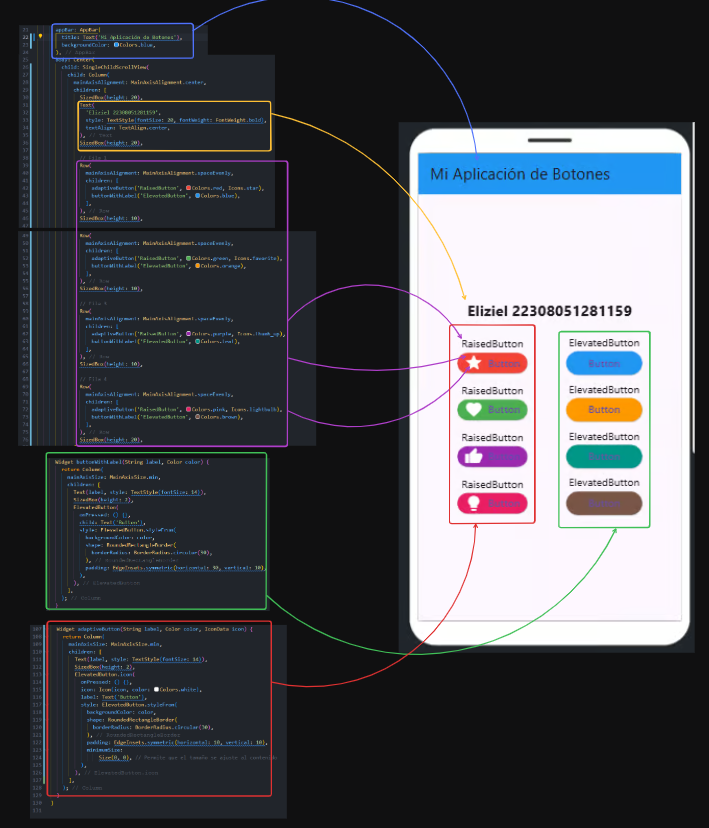 appBar: AppBar(
title: Text('Mi Aplicación de Botones'),
backgroundColor: Colors.blue,
), // AppBar
body: Center(
child: SingleChildScrollView(
child: Column(
mainAxisAlignment: MainAxisAlignment.center,
children: [
SizedBox(height: 20),
Text(
'Eliziel 22308051281159',
style: TextStyle(fontSize: 20, fontWeight: FontWeight.bold),
textAlign: TextAlign.center,
), // Text
SizedBox(height: 20),
Row(
mainAxisAlignment: MainAxisAlignment.spaceEvenly,
children: [
adaptiveButton('RaisedButton', Colors.red, Icons.star),
buttonWithLabel('ElevatedButton', Colors.blue),
],
), // Row
SizedBox(height: 10),
Row(
mainAxisAlignment: MainAxisAlignment.spaceEvenly,
children: [
adaptiveButton('RaisedButton', Colors.green, Icons.favorite),
buttonWithLabel('ElevatedButton', Colors.orange),
],
), // Row
SizedBox(height: 10),
Row(
mainAxisAlignment: MainAxisAlignment.spaceEvenly,
children: [
adaptiveButton('RaisedButton', Colors.purple, Icons.thumb_up),
buttonWithLabel('ElevatedButton', Colors.teal),
],
), // Row
SizedBox(height: 10),
Row(
mainAxisAlignment: MainAxisAlignment.spaceEvenly,
children: [
adaptiveButton('RaisedButton', Colors.pink, Icons.lightbulb),
buttonWithLabel('ElevatedButton', Colors.brown),
],
), // Row
SizedBox(height: 20),
Widget buttonWithLabel(String label, Color color) {
return Column(
mainAxisSize: MainAxisSize.min,
children: [
Text(label, style: TextStyle(fontSize: 14)),
SizedBox(height: 2),
ElevatedButton(
onPressed: () {},
child: Text('Button'),
style: ElevatedButton.styleFrom(
backgroundColor: color,
shape: RoundedRectangleBorder(
borderRadius: BorderRadius.circular(30),
), // RoundedRectangleBorder
padding: EdgeInsets.symmetric(horizontal: 30, vertical: 10),
),
), // ElevatedButton
],
); // Column
}
Widget adaptiveButton(String label, Color color, IconData icon) {
return Column(
mainAxisSize: MainAxisSize.min,
children: [
Text(label, style: TextStyle(fontSize: 14)),
SizedBox(height: 2),
ElevatedButton.icon(
onPressed: () {},
icon: Icon(icon, color: Colors.white),
label: Text('Button'),
style: ElevatedButton.styleFrom(
backgroundColor: color,
shape: RoundedRectangleBorder(
borderRadius: BorderRadius.circular(30),
), // RoundedRectangleBorder
padding: EdgeInsets.symmetric(horizontal: 10, vertical: 10),
minimumSize:
Size(0, 0), // Permite que el tamaño se ajuste al contenido
),
), // ElevatedButton.icon
],
); // Column
}
}
Mi Aplicación de Botones
Eliziel 22308051281159
RaisedButton ElevatedButton
Button Button
RaisedButton ElevatedButton
Button Button
RaisedButton ElevatedButton
Button Button
RaisedButton ElevatedButton
Button Button